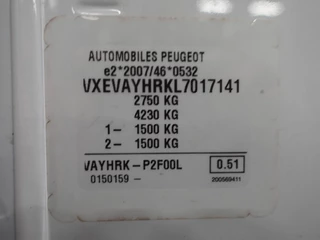 AUTOMOBILES PEUGEOT
e2*2007/46*0532
VXEVAYHRKL7017141
2750 KG
4230 KG
1- 1500 KG
2- 1500 KG
VAYHRK-P2F00L 0.51
0150159 - 200569411